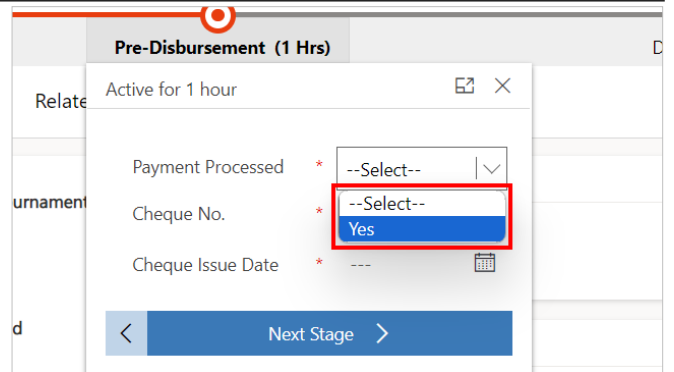 Pre-Disbursement (1 Hrs)
D
Relate
Active for 1 hour
Payment Processed * --Select--
--Select--
urnament
Cheque No. *
Yes
Cheque Issue Date * ---
d
Next Stage